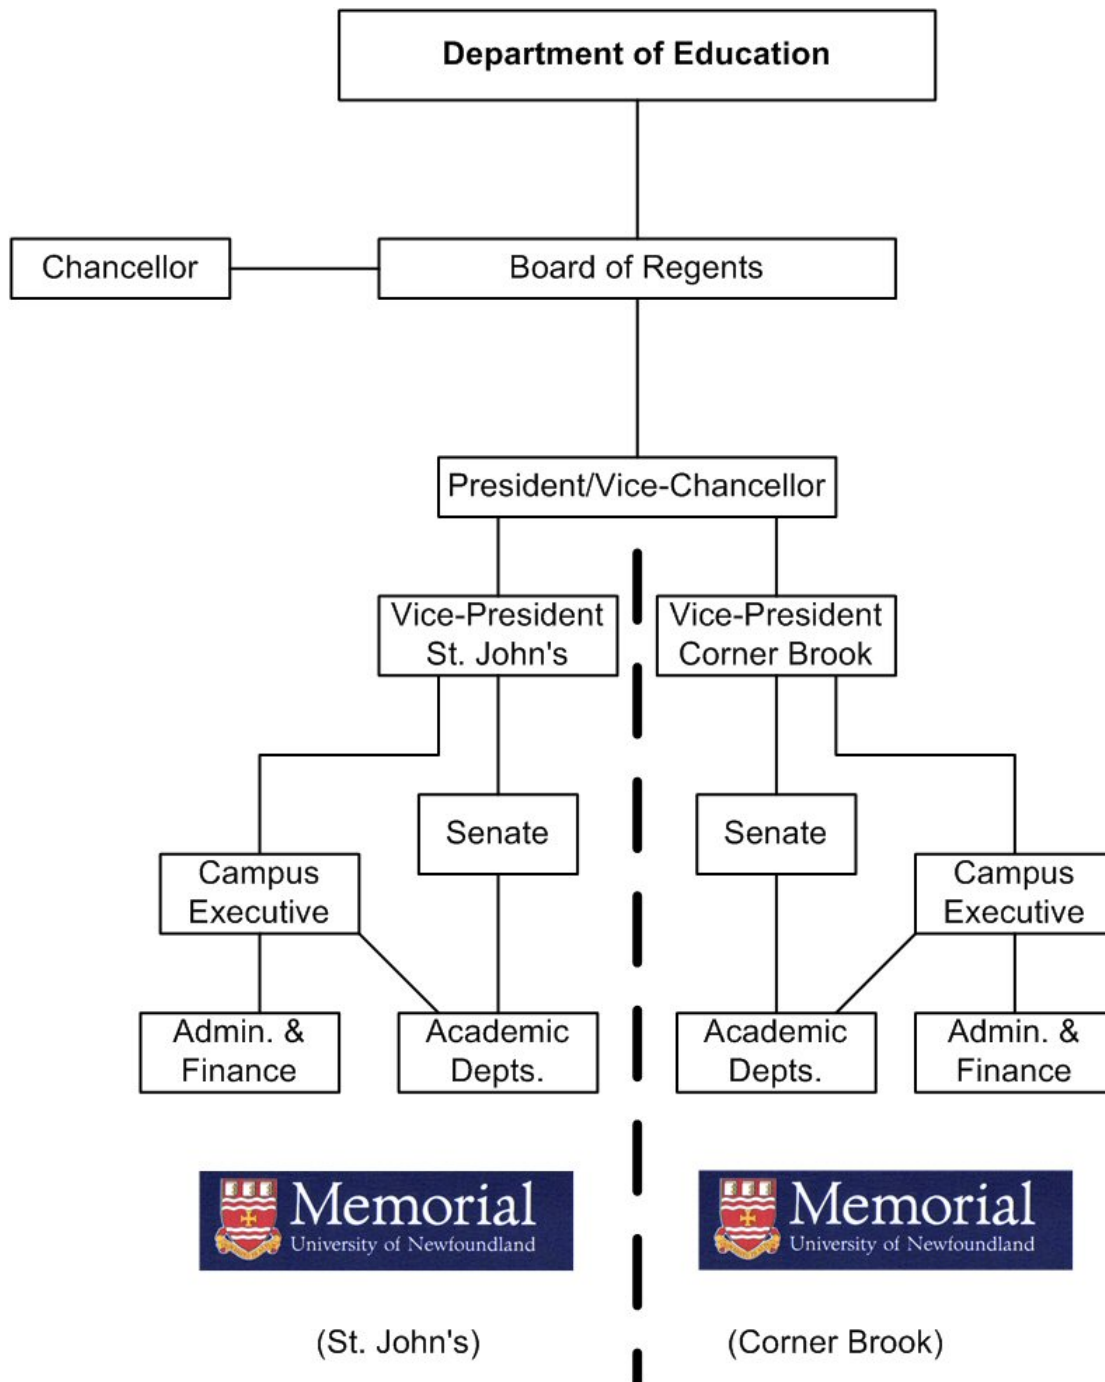 Department of Education
Chancellor
Board of Regents
President/Vice-Chancellor
Vice-President
St. John's
Vice-President
Corner Brook
Senate
Senate
Campus
Executive
Campus
Executive
Admin. &
Finance
Academic
Depts.
Academic
Depts.
Admin. &
Finance
Memorial
University of Newfoundland
Memorial
University of Newfoundland
(St. John's)
(Corner Brook)